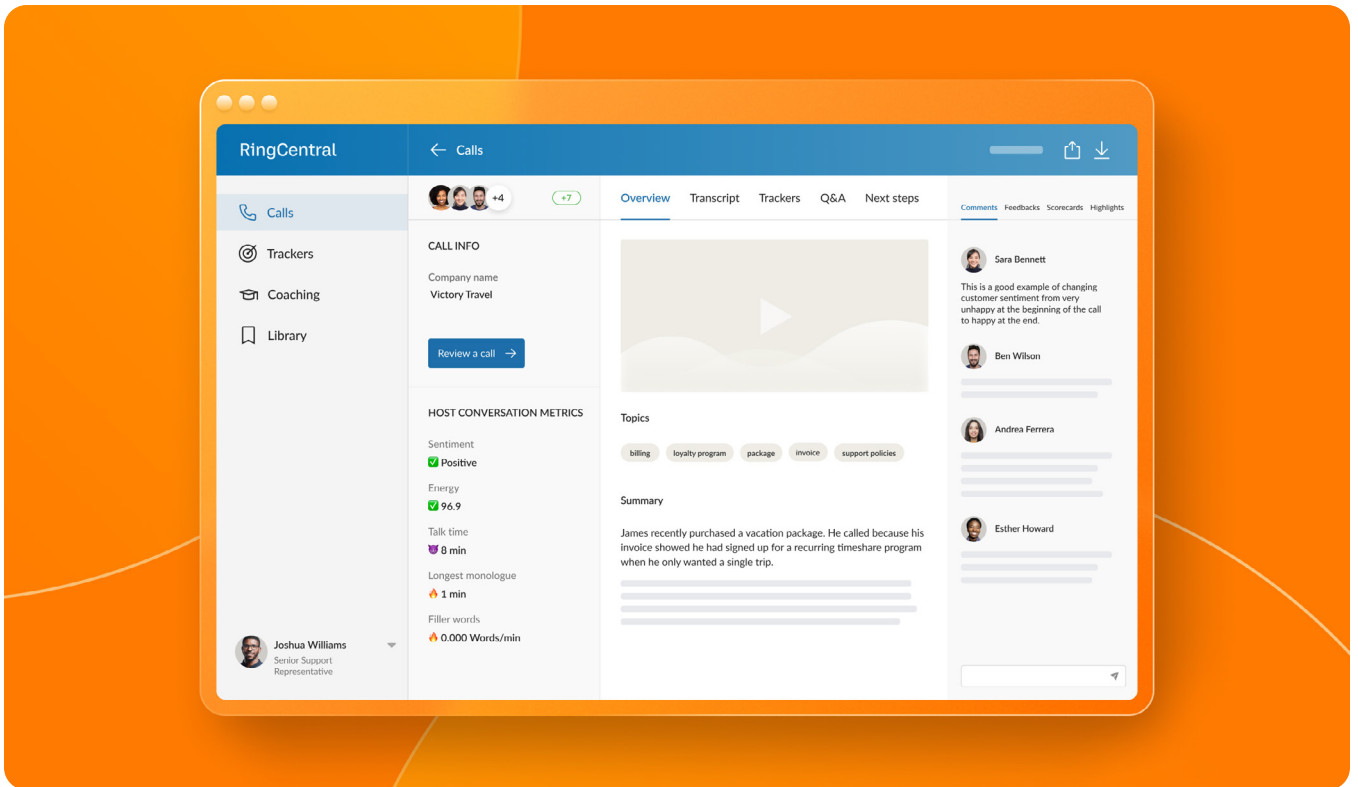 RingCentral
Calls
Calls
Trackers
Coaching
Library
Joshua Williams
Senior Support
Representative
+4
+7
CALL INFO
Company name
Victory Travel
Review a call
HOST CONVERSATION METRICS
Sentiment
Positive
Energy
96.9
Talk time
8 min
Longest monologue
1 min
Filler words
0.000 Words/min
Overview Transcript Trackers Q&A Next steps
Topics
billing loyalty program package invoice support policies
Summary
James recently purchased a vacation package. He called because his
invoice showed he had signed up for a recurring timeshare program
when he only wanted a single trip.
Comments Feedbacks Scorecards Highlights
Sara Bennett
This is a good example of changing
customer sentiment from very
unhappy at the beginning of the call
to happy at the end.
Ben Wilson
Andrea Ferrera
Esther Howard